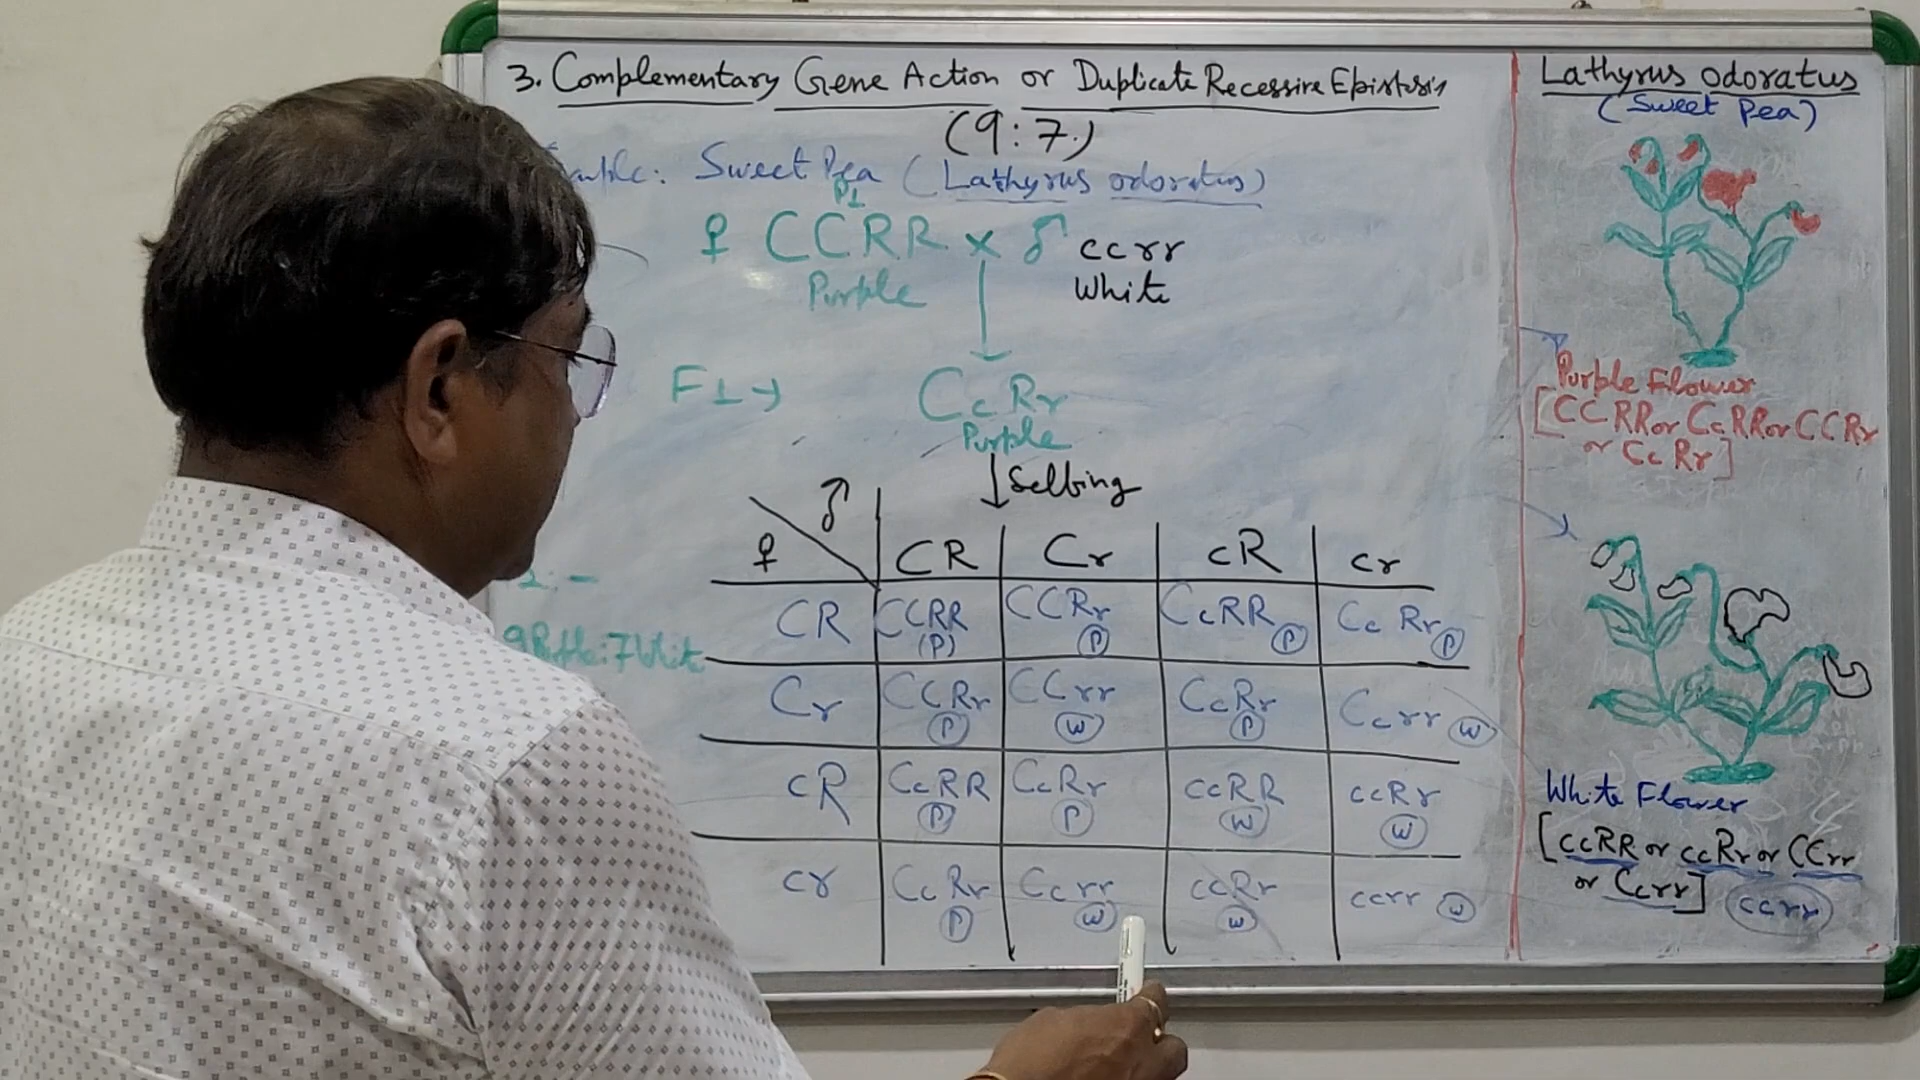 3. Complementary Gene Action or Duplicate Recessive Epistosis
(9:7)
Sweet Pea (Lathyrus odoratus)
P1
♀ CCRR × ♂ ccrr
Purple White
F1 → CcRr
Purple
↓ Selfing
♂
♀ CR Cr cR cr
CR CCRR (P) CCRr (P) CcRR (P) CcRr (P)
Cr CCRr (P) CCrr (W) CcRr (P) Ccrr (W)
cR CcRR (P) CcRr (P) ccRR (W) ccRr (W)
cr CcRr (P) Ccrr (W) ccRr (W) ccrr (W)
2:-
:7
Lathyrus odoratus
(Sweet Pea)
Purple Flower
[CCRR or CcRR or CCRr
or CcRr]
White Flower
[ccRR or ccRr or CCrr
or Ccrr] ccrr